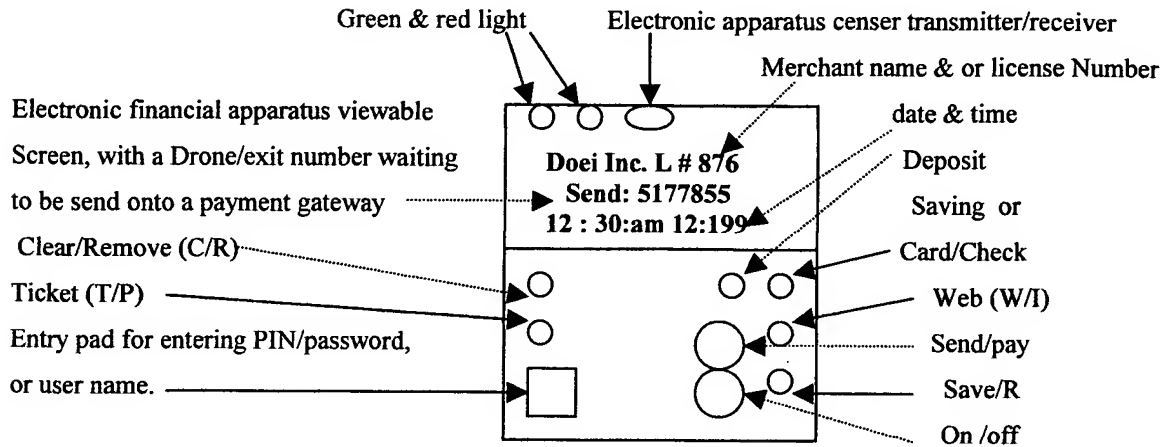 Green & red light
Electronic apparatus censer transmitter/receiver
Merchant name & or license Number
Electronic financial apparatus viewable
Screen, with a Drone/exit number waiting
to be send onto a payment gateway
Clear/Remove (C/R)
Ticket (T/P)
Entry pad for entering PIN/password,
or user name.
Doei Inc. L # 876
Send: 5177855
12 : 30:am 12:199
date & time
Deposit
Saving or
Card/Check
Web (W/I)
Send/pay
Save/R
On /off